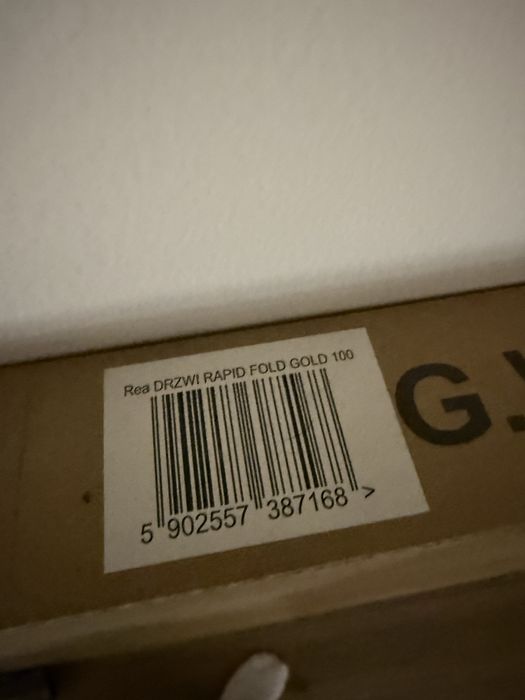 Rea DRZWI RAPID FOLD GOLD 100
5 902557 387168 >
G.